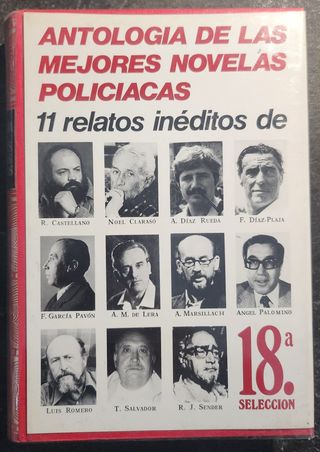 ANTOLOGIA DE LAS
MEJORES NOVELAS
POLICIACAS
11 relatos inéditos de
R. CASTELLANO NOEL CLARASÓ A. DÍAZ RUEDA F. DÍAZ-PLAJA
F. GARCÍA PAVÓN A. M. DE LERA A. MARSILLACH ANGEL PALOMINO
LUIS ROMERO T. SALVADOR R. J. SENDER
18.ª
SELECCION